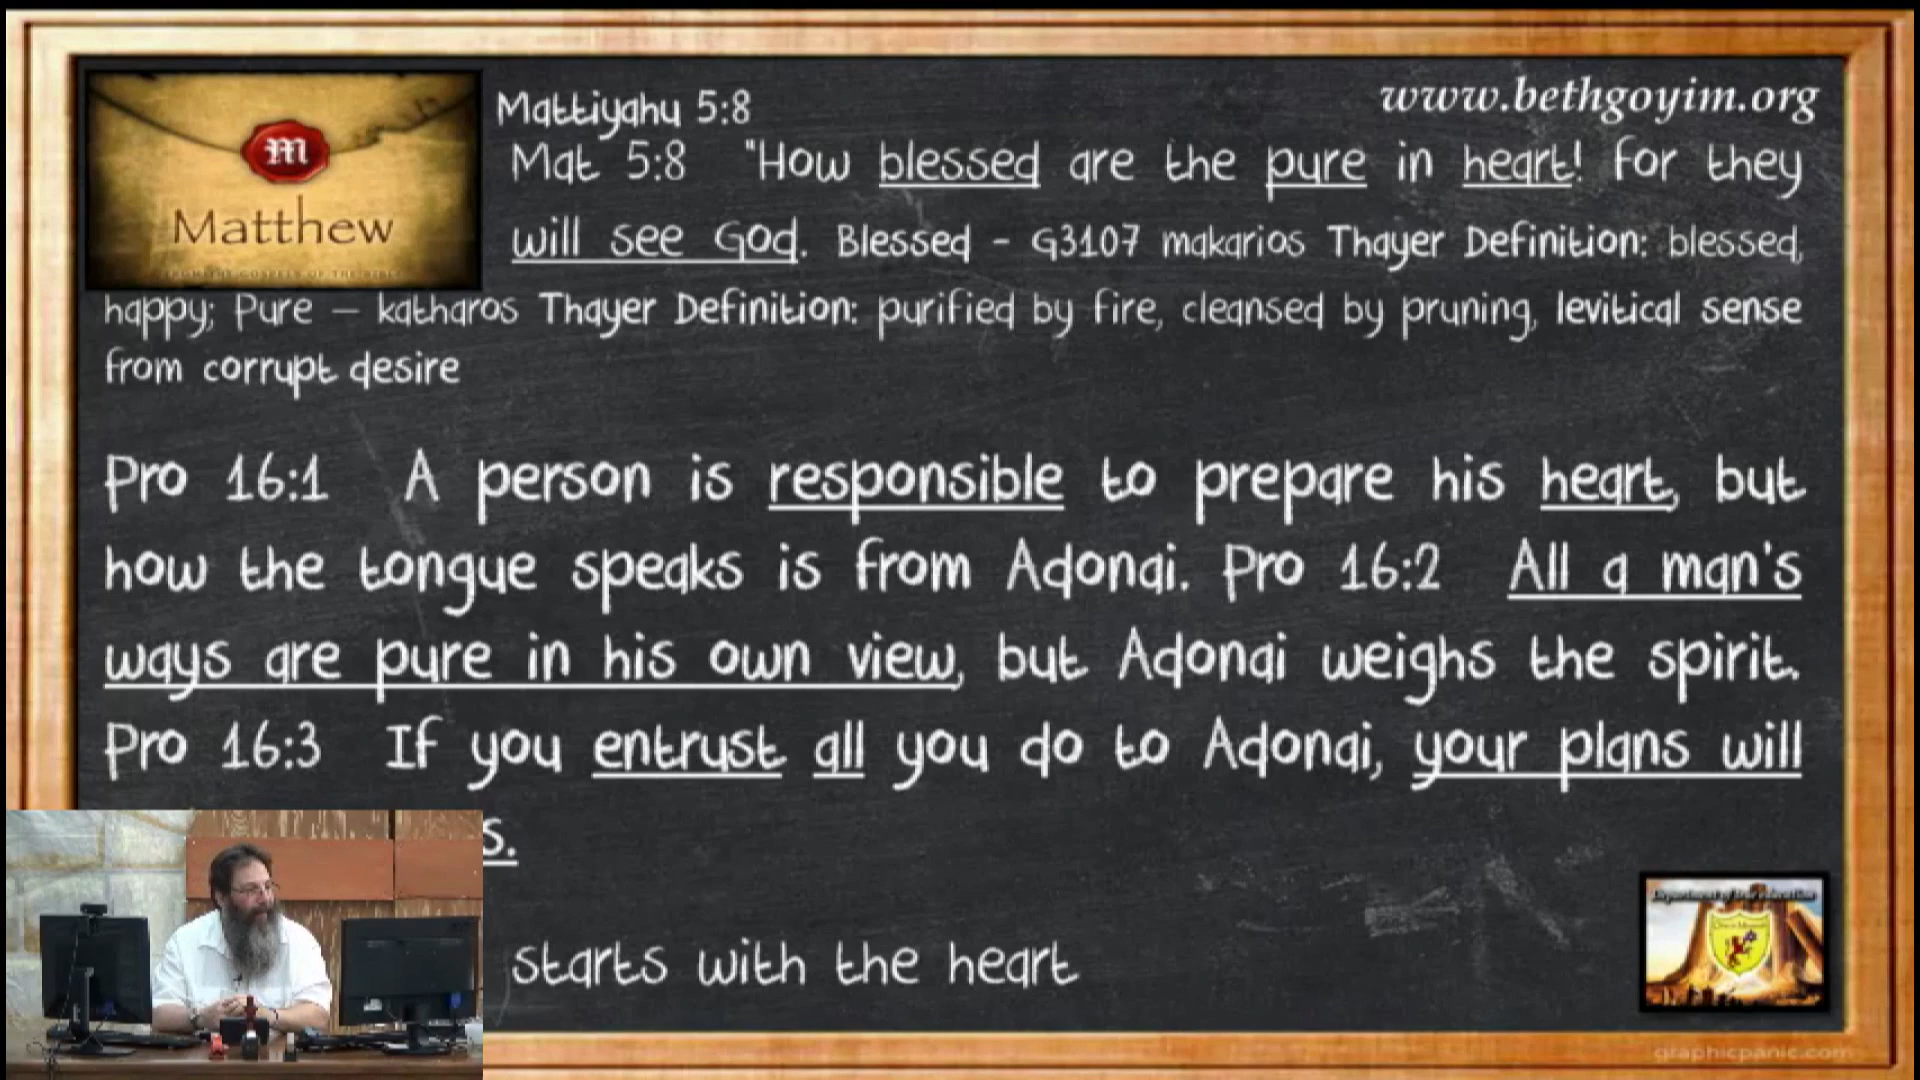 Mattiyahu 5:8
www.bethgoyim.org
Mat 5:8 "How blessed are the pure in heart! for they
will see God. Blessed - G3107 makarios Thayer Definition: blessed,
happy; Pure – katharos Thayer Definition: purified by fire, cleansed by pruning, levitical sense
from corrupt desire
M
Matthew
Pro 16:1 A person is responsible to prepare his heart, but
how the tongue speaks is from Adonai. Pro 16:2 All a man's
ways are pure in his own view, but Adonai weighs the spirit.
Pro 16:3 If you entrust all you do to Adonai, your plans will
s.
starts with the heart
Department of True education
graphicpanic.com